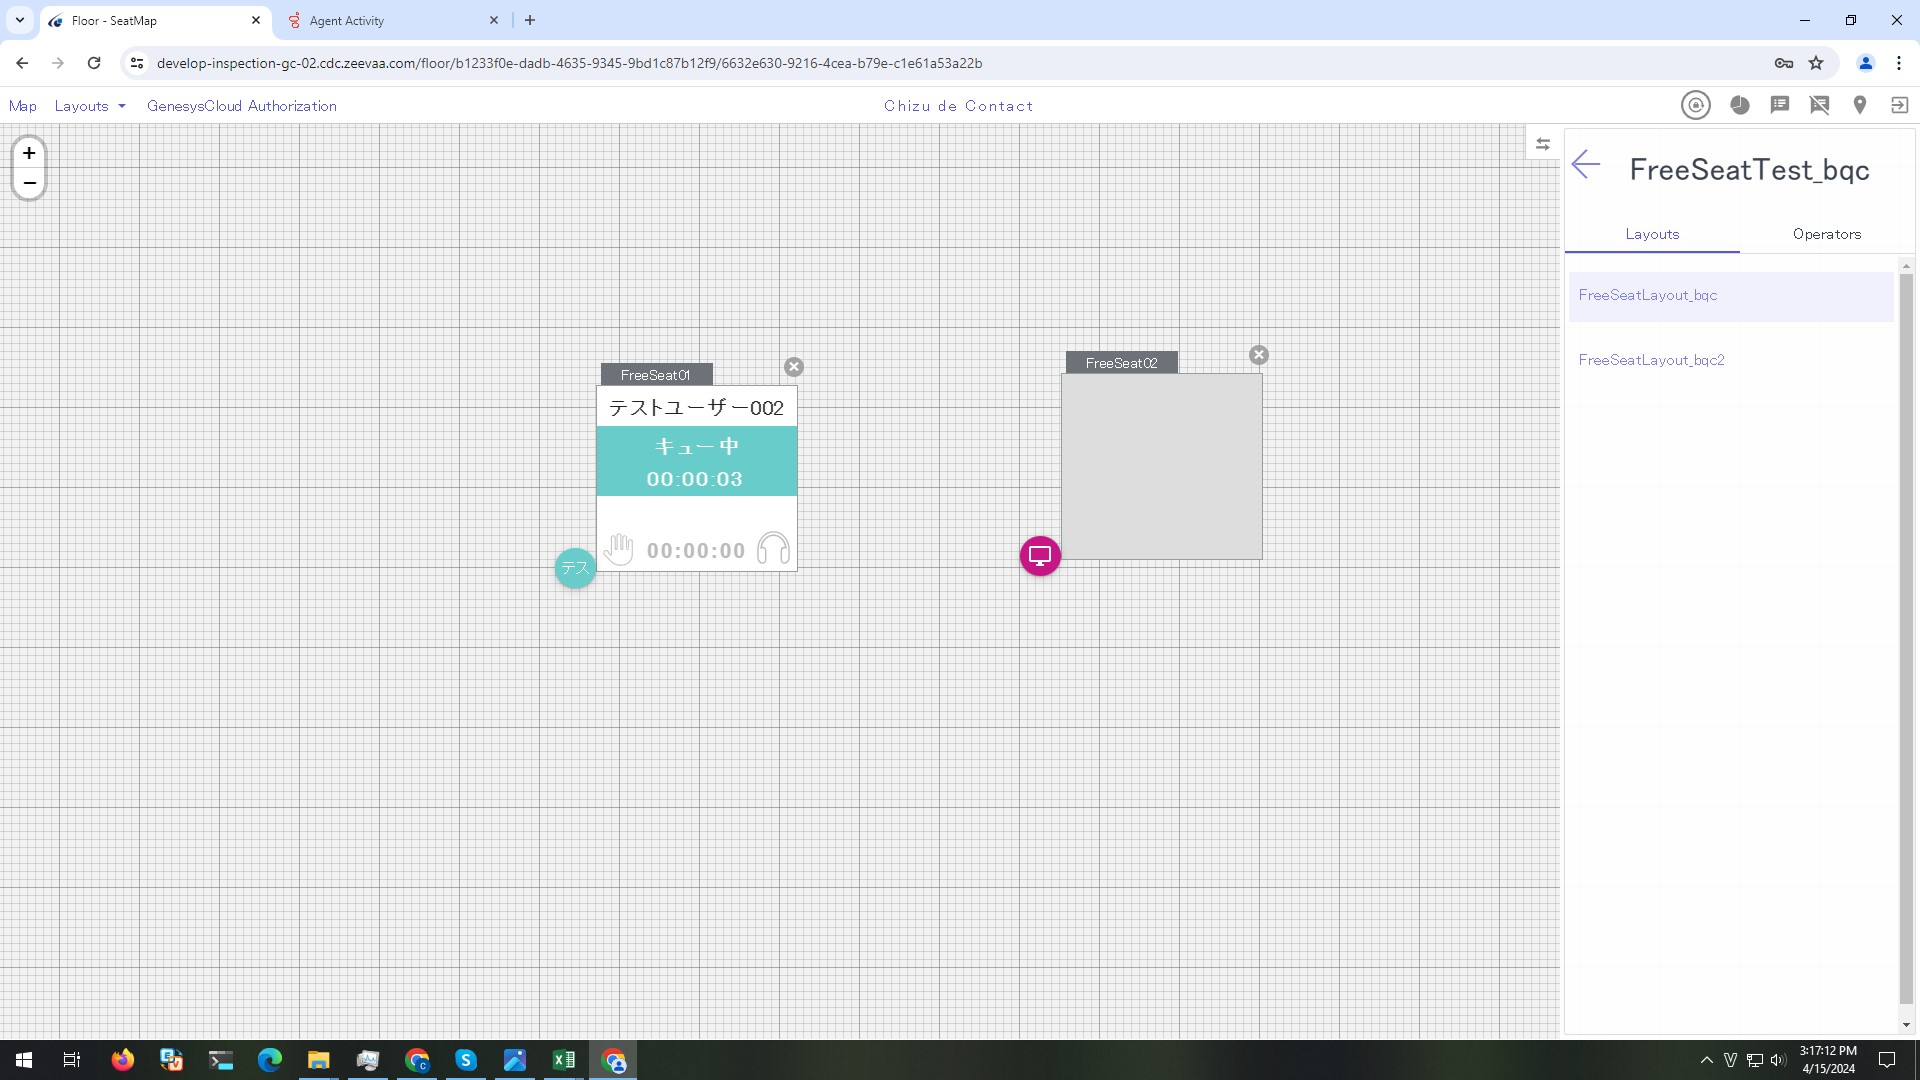 Floor - SeatMap
Agent Activity
develop-inspection-gc-02.cdc.zeevaa.com/floor/b1233f0e-dadb-4635-9345-9bd1c87b12f9/6632e630-9216-4cea-b79e-c1e61a53a22b
Map Layouts GenesysCloud Authorization Chizu de Contact
+
−
FreeSeatTest_bqc
Layouts Operators
FreeSeatLayout_bqc
FreeSeatLayout_bqc2
FreeSeat01
テストユーザー002
キュー中
00:00:03
00:00:00
テス
FreeSeat02
3:17:12 PM
4/15/2024